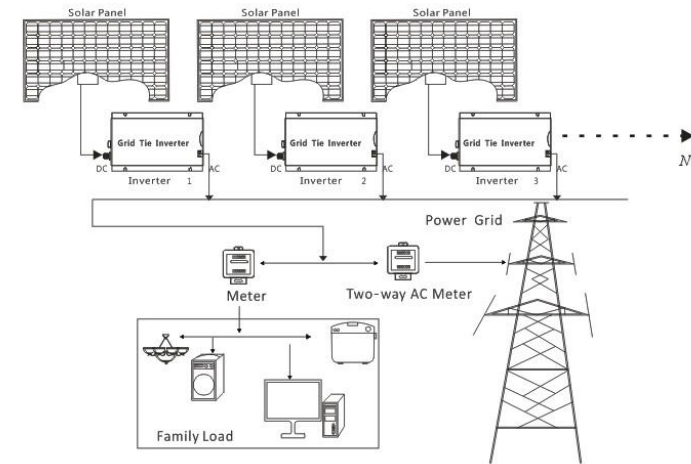 Solar Panel
Solar Panel
Solar Panel
Grid Tie Inverter
Grid Tie Inverter
Grid Tie Inverter
N
DC
AC
DC
AC
DC
AC
Inverter 1
Inverter 2
Inverter 3
Power Grid
Meter
Two-way AC Meter
Family Load